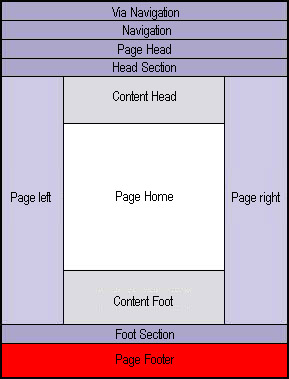 Via Navigation
Navigation
Page Head
Head Section
Content Head
Page left
Page Home
Page right
Content Foot
Foot Section
Page Footer